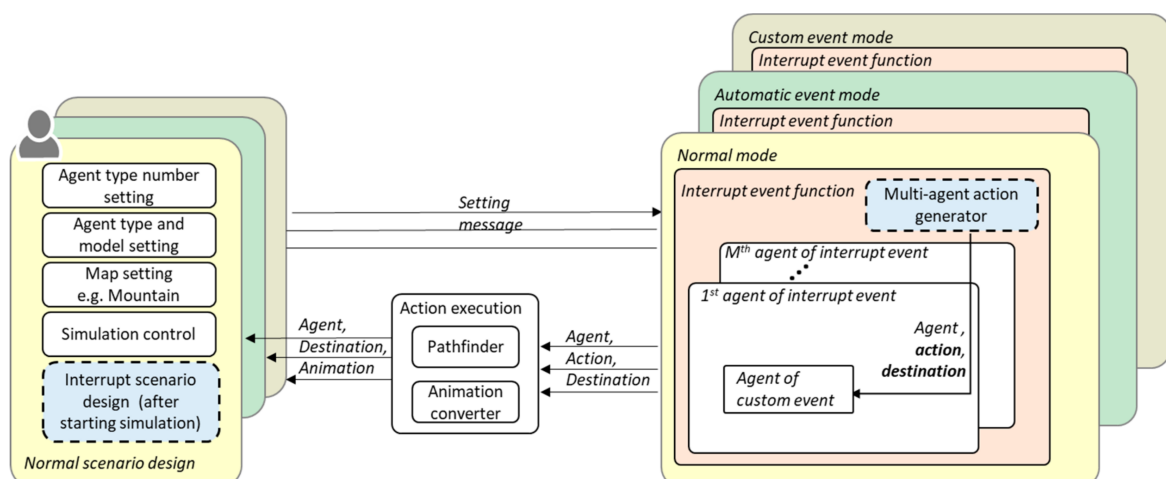 Custom event mode
Interrupt event function
Automatic event mode
Interrupt event function
Normal mode
Interrupt event function
Multi-agent action
generator
Mth agent of interrupt event
1st agent of interrupt event
Agent ,
action,
destination
Agent of
custom event
Agent type number
setting
Agent type and
model setting
Map setting
e.g. Mountain
Simulation control
Interrupt scenario
design (after
starting simulation)
Normal scenario design
Setting
message
Action execution
Pathfinder
Animation
converter
Agent,
Destination,
Animation
Agent,
Action,
Destination